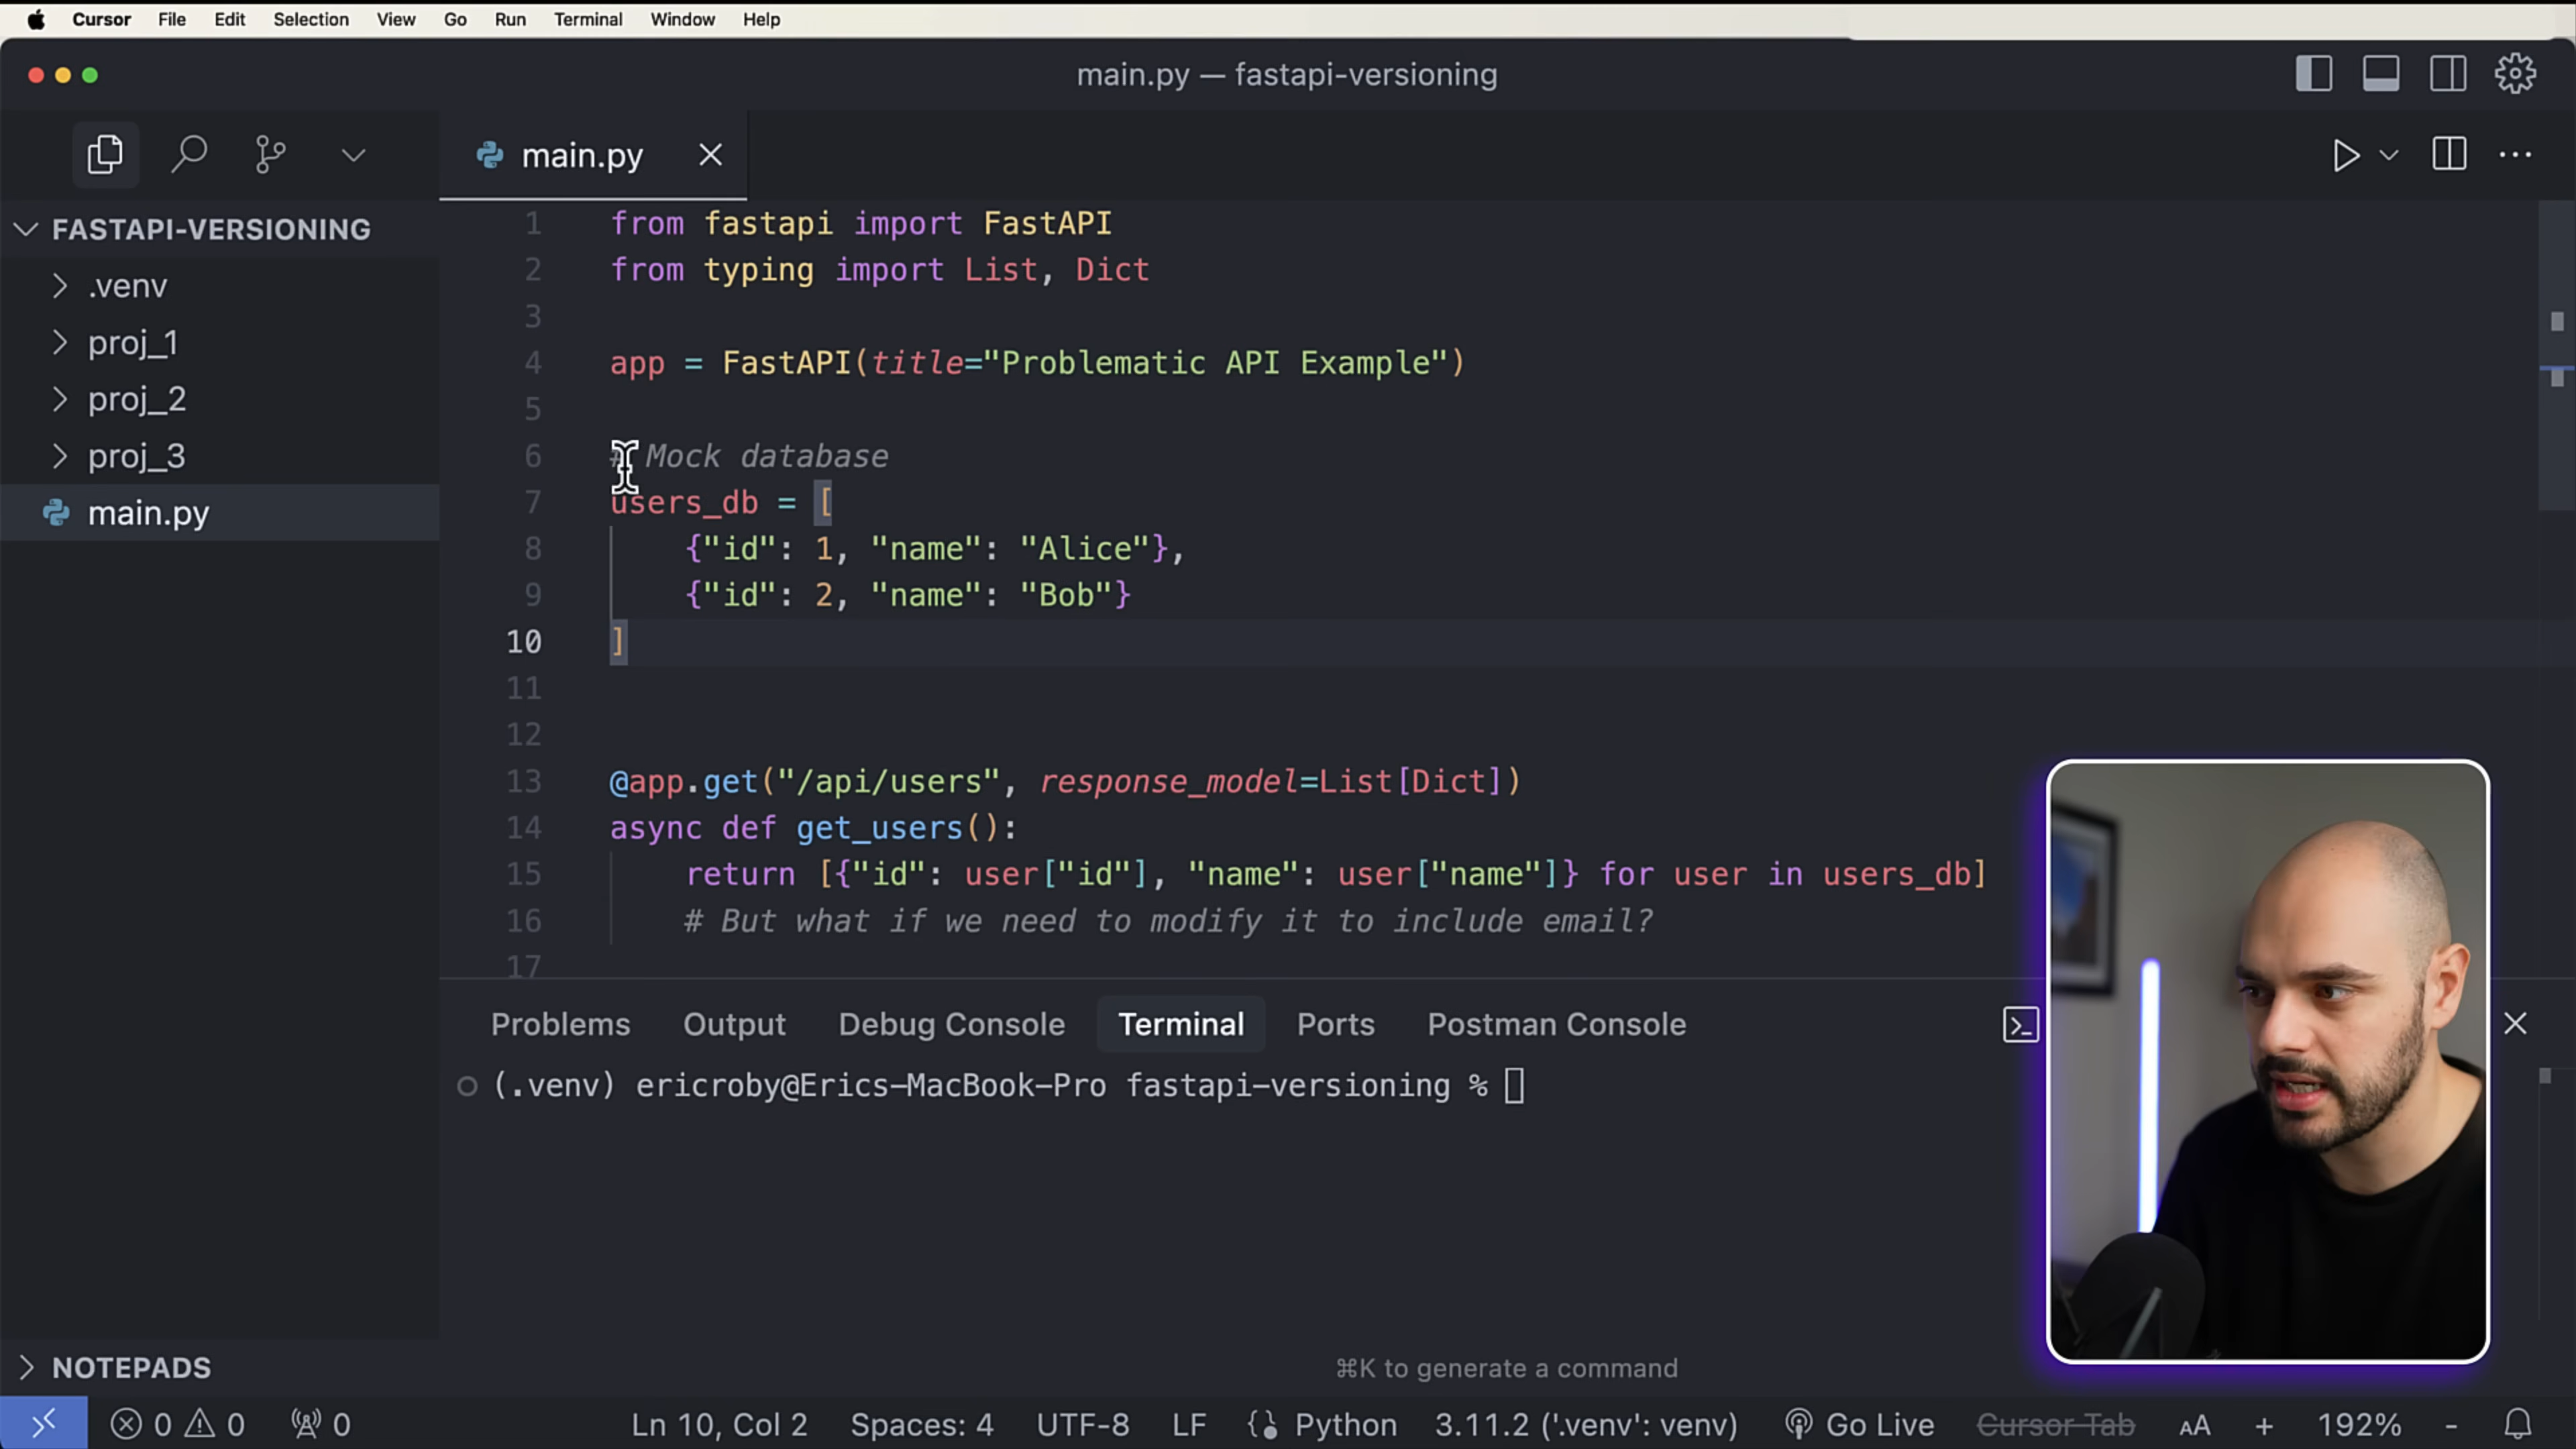 Cursor File Edit Selection View Go Run Terminal Window Help
main.py — fastapi-versioning
main.py
FASTAPI-VERSIONING
.venv
proj_1
proj_2
proj_3
main.py
1 from fastapi import FastAPI
2 from typing import List, Dict
3
4 app = FastAPI(title="Problematic API Example")
5
6 # Mock database
7 users_db = [
8 {"id": 1, "name": "Alice"},
9 {"id": 2, "name": "Bob"}
10 ]
11
12
13 @app.get("/api/users", response_model=List[Dict])
14 async def get_users():
15 return [{"id": user["id"], "name": user["name"]} for user in users_db]
16 # But what if we need to modify it to include email?
17
Problems Output Debug Console Terminal Ports Postman Console
(.venv) ericroby@Erics-MacBook-Pro fastapi-versioning %
NOTEPADS
⌘K to generate a command
0 0 0 Ln 10, Col 2 Spaces: 4 UTF-8 LF Python 3.11.2 ('.venv': venv) Go Live Cursor Tab AA + 192% -